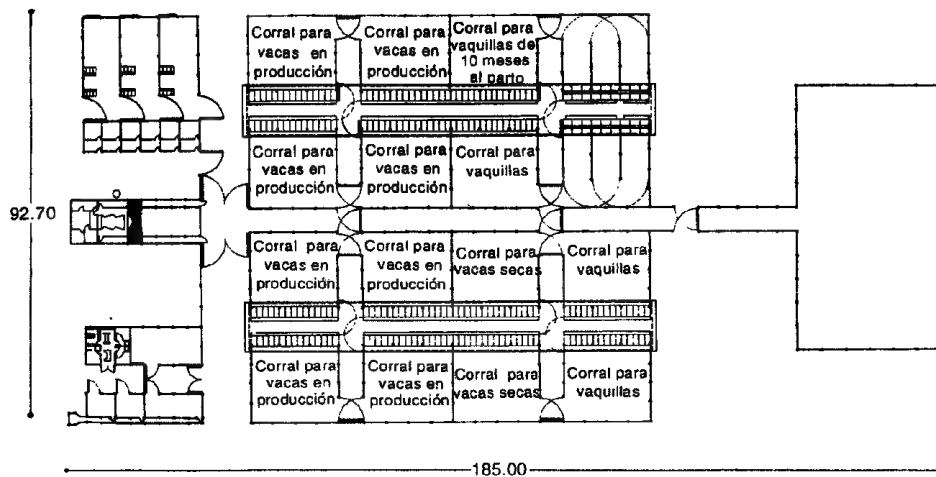 Corral para
vacas en
producción
Corral para
vacas en
producción
Corral para
vaquillas de
10 meses
al parto
Corral para
vacas en
producción
Corral para
vacas en
producción
Corral para
vaquillas
92.70
Corral para
vacas en
producción
Corral para
vacas en
producción
Corral para
vacas secas
Corral para
vaquillas
Corral para
vacas en
producción
Corral para
vacas en
producción
Corral para
vacas secas
Corral para
vaquillas
185.00